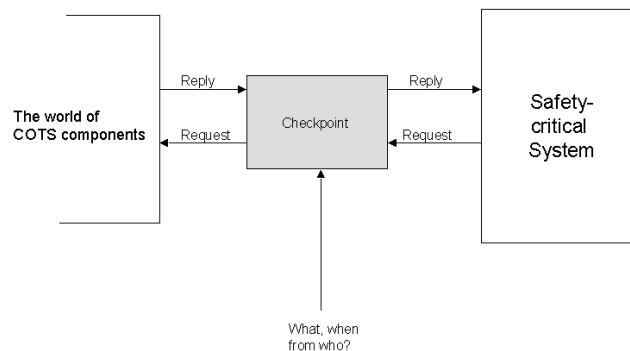 Reply
Reply
The world of
COTS components
Checkpoint
Safety-
critical
System
Request
Request
What, when
from who?